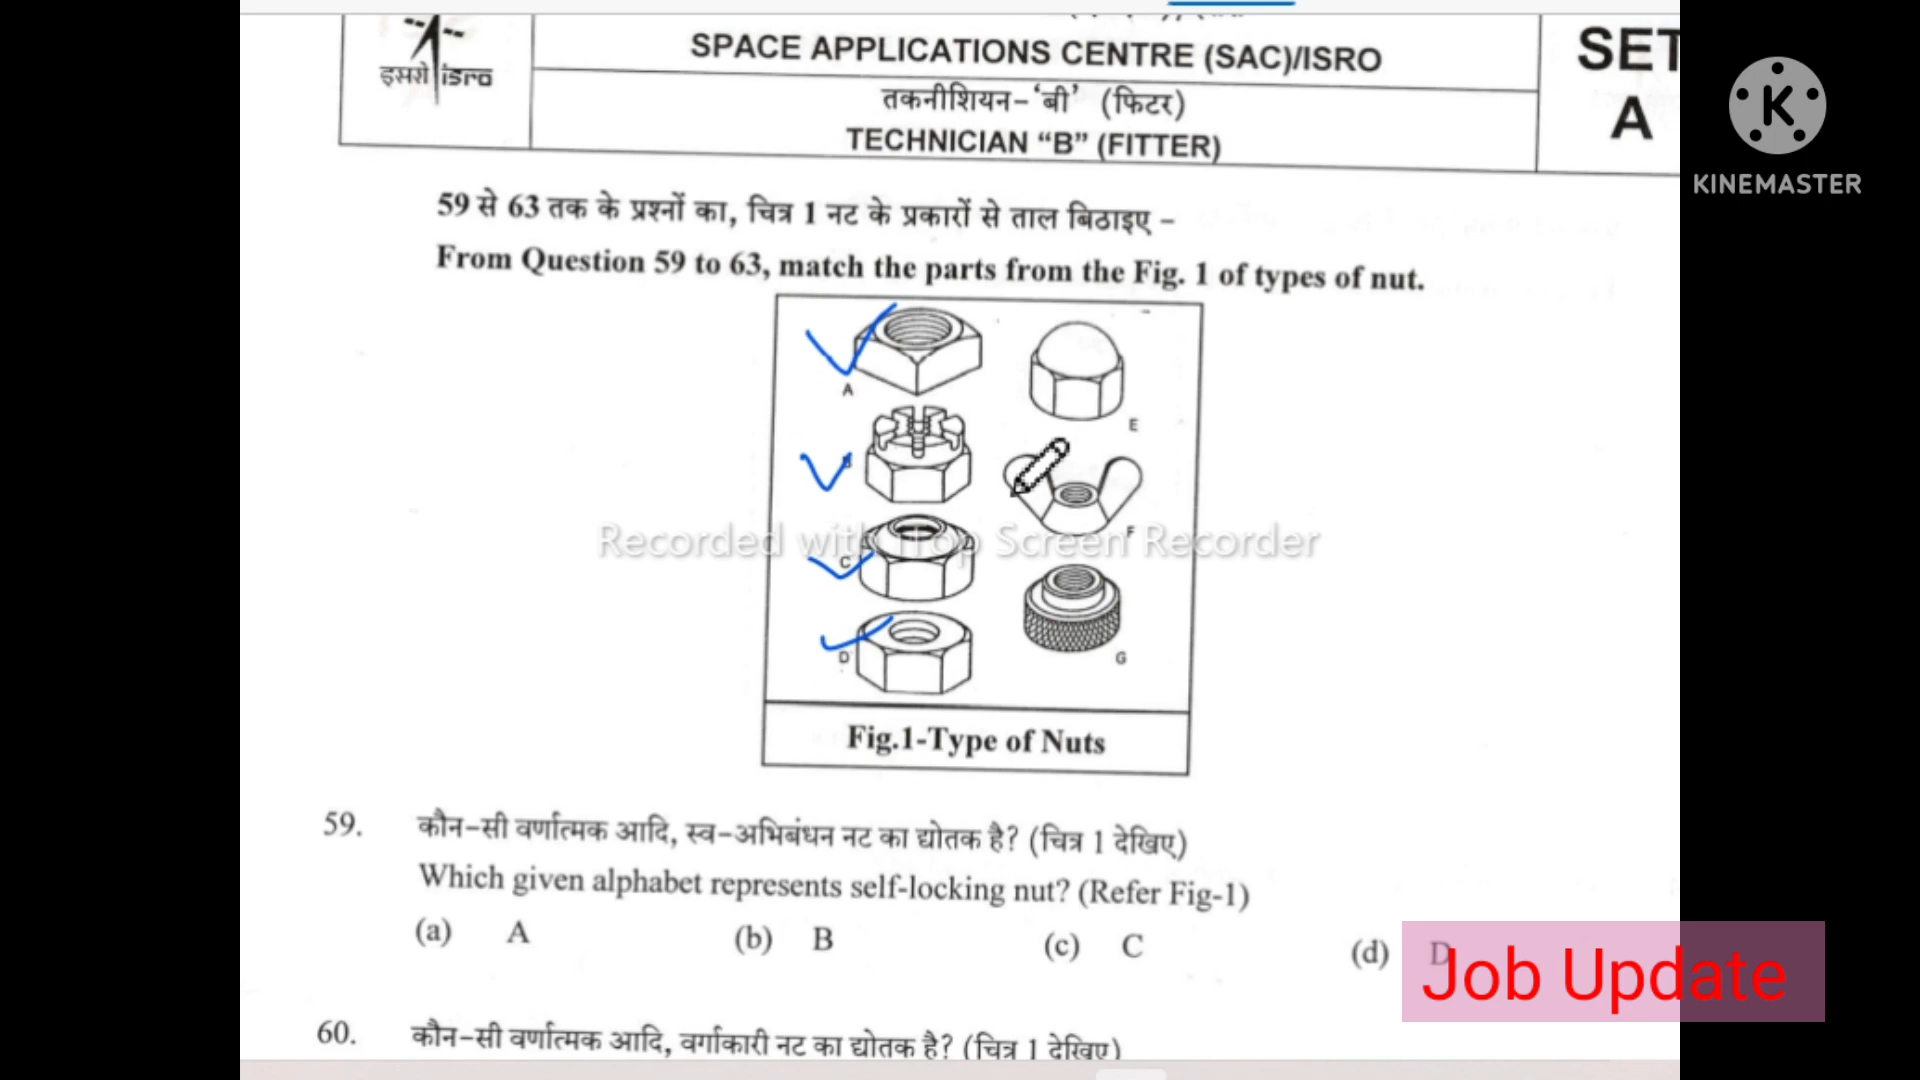 SPACE APPLICATIONS CENTRE (SAC)/ISRO
SET
A
इसरो isro
तकनीशियन-‘बी’ (फिटर)
TECHNICIAN “B” (FITTER)
KINEMASTER
59 से 63 तक के प्रश्नों का, चित्र 1 नट के प्रकारों से ताल बिठाइए –
From Question 59 to 63, match the parts from the Fig. 1 of types of nut.
A
E
B
F
Recorded with Top Screen Recorder
C
D
G
Fig.1-Type of Nuts
59. कौन-सी वर्णात्मक आदि, स्व-अभिबंधन नट का द्योतक है? (चित्र 1 देखिए)
Which given alphabet represents self-locking nut? (Refer Fig-1)
(a) A (b) B (c) C (d) D
Job Update
60. कौन-सी वर्णात्मक आदि, वर्गाकारी नट का द्योतक है? (चित्र 1 देखिए)